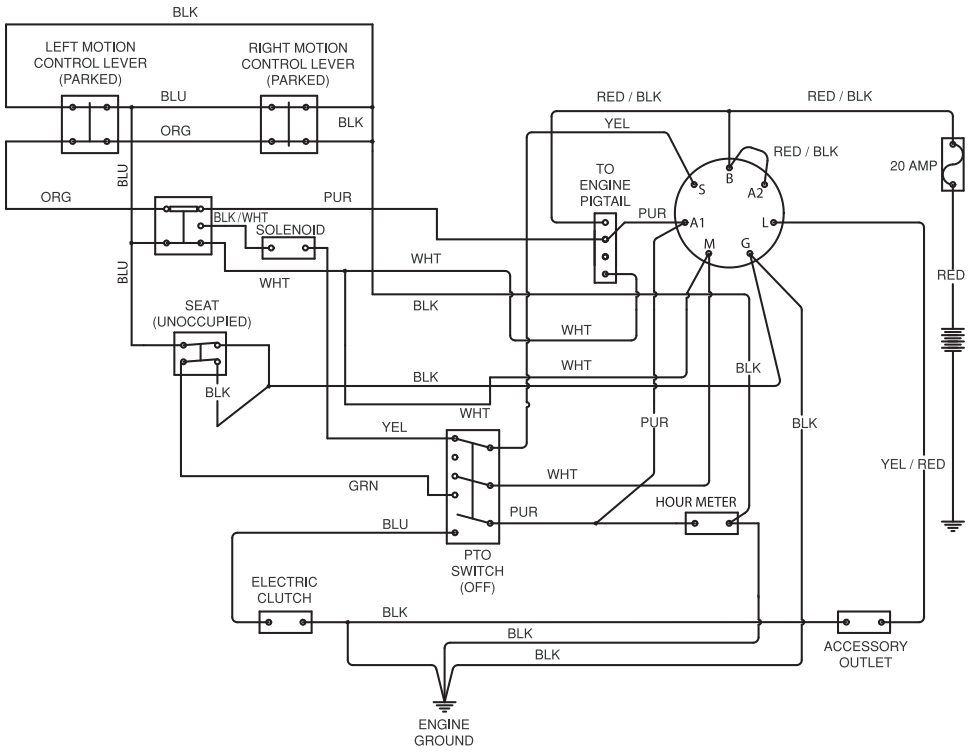 BLK
LEFT MOTION
CONTROL LEVER
(PARKED)
RIGHT MOTION
CONTROL LEVER
(PARKED)
BLU
BLK
ORG
RED / BLK
RED / BLK
YEL
RED / BLK
20 AMP
TO
ENGINE
PIGTAIL
B
S
A2
BLU
ORG
PUR
BLK/WHT
SOLENOID
PUR
A1
L
M
G
WHT
WHT
BLU
RED
SEAT
(UNOCCUPIED)
BLK
WHT
WHT
BLK
BLK
BLK
WHT
PUR
BLK
YEL
WHT
YEL / RED
GRN
HOUR METER
PUR
BLU
PTO
SWITCH
(OFF)
ELECTRIC
CLUTCH
BLK
BLK
BLK
ACCESSORY
OUTLET
ENGINE
GROUND